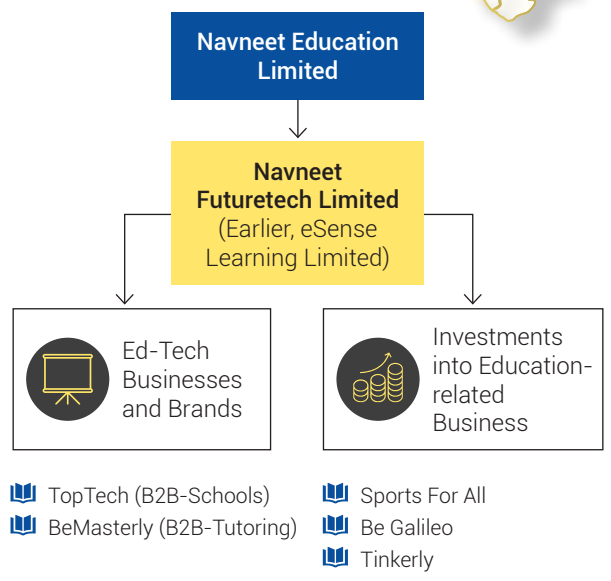 Navneet Education
Limited
Navneet
Futuretech Limited
(Earlier, eSense
Learning Limited)
Ed-Tech
Businesses
and Brands
Investments
into Education-
related
Business
TopTech (B2B-Schools)
BeMasterly (B2B-Tutoring)
Sports For All
Be Galileo
Tinkerly